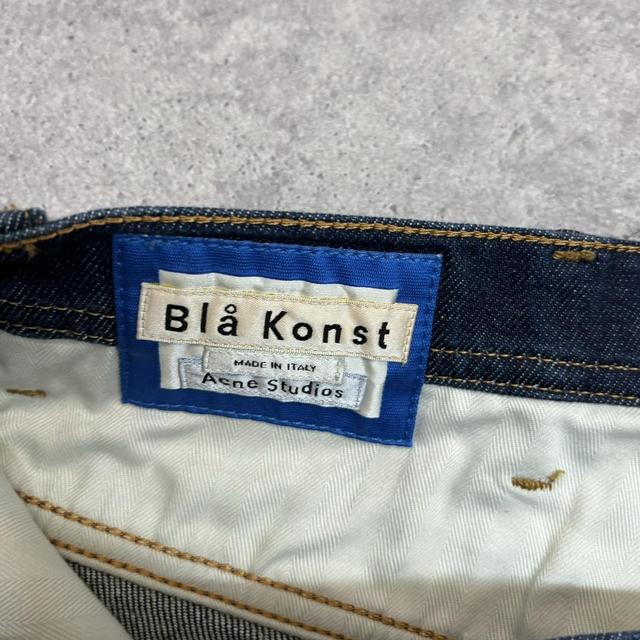 Blå Konst
MADE IN ITALY
Acne Studios